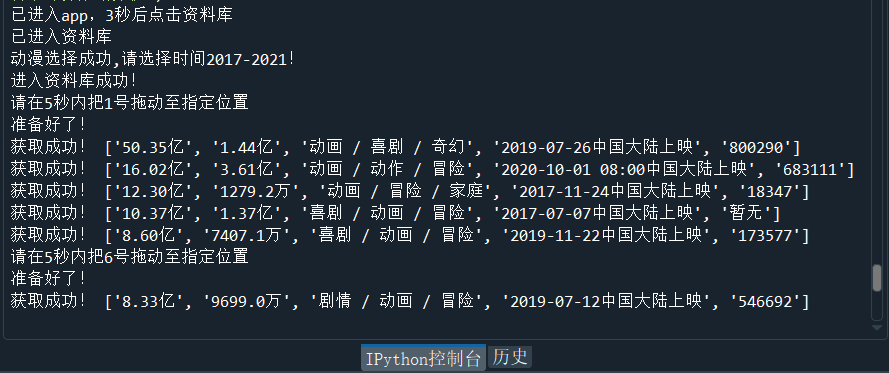 已进入app，3秒后点击资料库
已进入资料库
动漫选择成功,请选择时间2017-2021!
进入资料库成功!
请在5秒内把1号拖动至指定位置
准备好了!
获取成功! ['50.35亿', '1.44亿', '动画 / 喜剧 / 奇幻', '2019-07-26中国大陆上映', '800290']
获取成功! ['16.02亿', '3.61亿', '动画 / 动作 / 冒险', '2020-10-01 08:00中国大陆上映', '683111']
获取成功! ['12.30亿', '1279.2万', '动画 / 冒险 / 家庭', '2017-11-24中国大陆上映', '18347']
获取成功! ['10.37亿', '1.37亿', '喜剧 / 动画 / 冒险', '2017-07-07中国大陆上映', '暂无']
获取成功! ['8.60亿', '7407.1万', '喜剧 / 动画 / 冒险', '2019-11-22中国大陆上映', '173577']
请在5秒内把6号拖动至指定位置
准备好了!
获取成功! ['8.33亿', '9699.0万', '剧情 / 动画 / 冒险', '2019-07-12中国大陆上映', '546692']
IPython控制台 历史